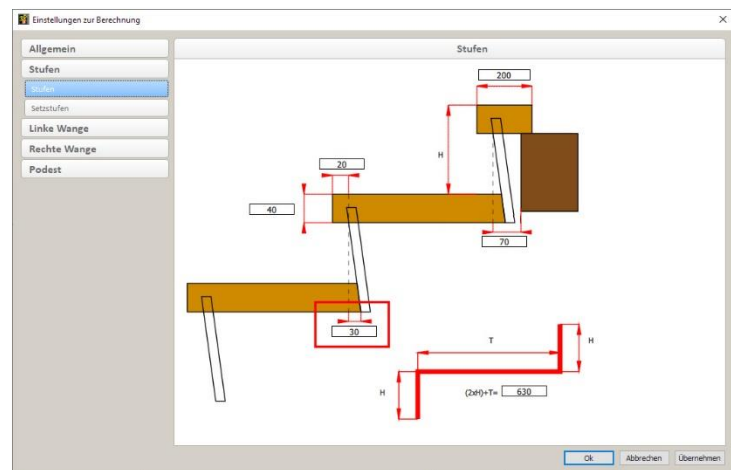 Einstellungen zur Berechnung
Allgemein
Stufen
Stufen
Setzstufen
Linke Wange
Rechte Wange
Podest
Stufen
200
H
20
40
70
30
T
H
H
(2xH)+T= 630
Ok Abbrechen Übernehmen